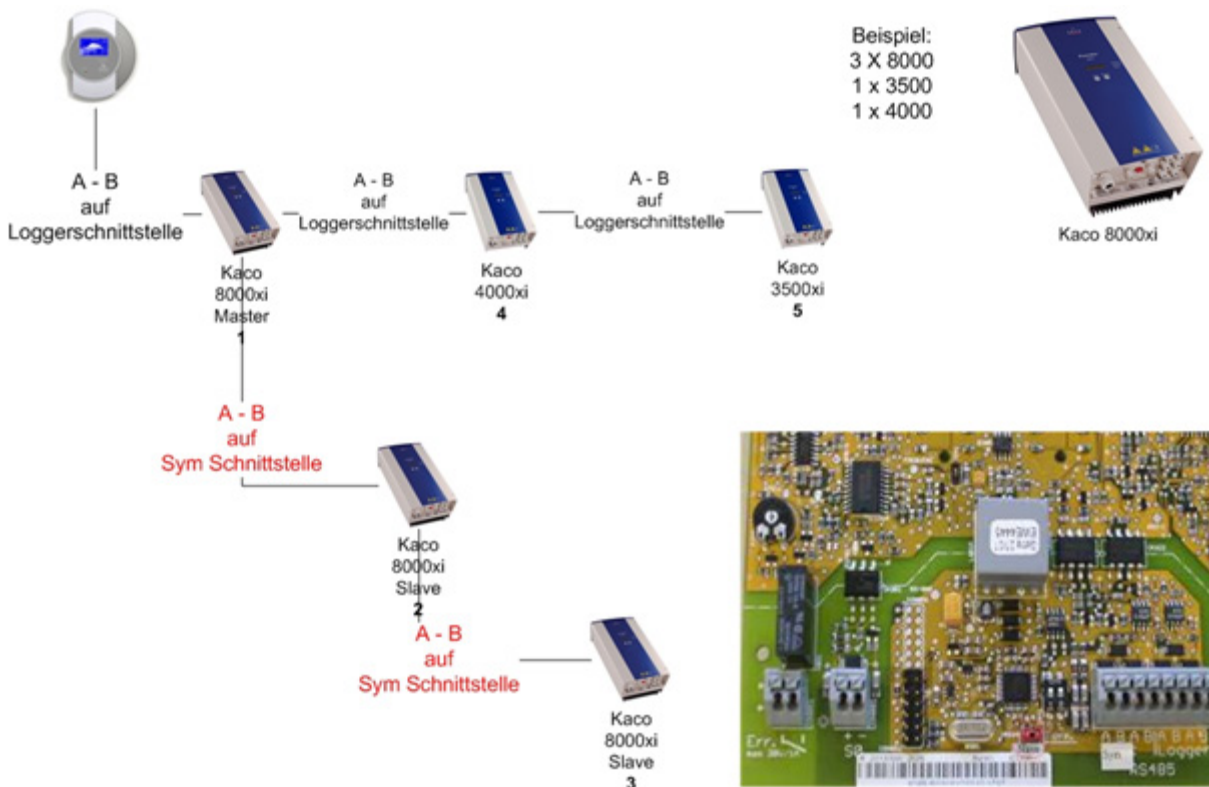 Beispiel:
3 X 8000
1 x 3500
1 x 4000
Kaco 8000xi
A - B
auf
Loggerschnittstelle
Kaco
8000xi
Master
1
A - B
auf
Loggerschnittstelle
Kaco
4000xi
4
A - B
auf
Loggerschnittstelle
Kaco
3500xi
5
A - B
auf
Sym Schnittstelle
Kaco
8000xi
Slave
2
A - B
auf
Sym Schnittstelle
Kaco
8000xi
Slave
3
Err.
+ -
S0
Slave
A B A B A B A B
Sym
Logger
RS485